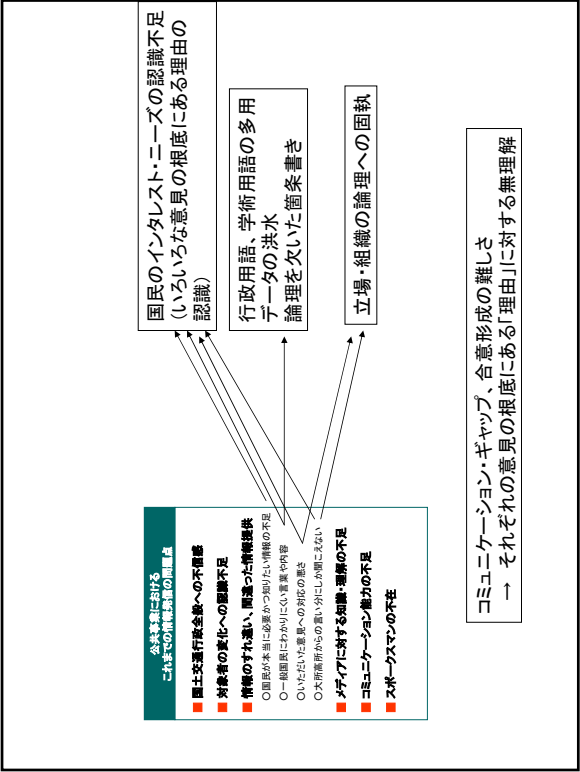 公共事業における
これまでの情報発信の問題点
■国土交通行政全般への不信感
■対象者の変化への認識不足
■情報のすれ違い、間違った情報提供
○国民が本当に必要かつ知りたい情報の不足
○一般国民にわかりにくい言葉や内容
○いただいた意見への対応の悪さ
○大所高所からの言い分にしか聞こえない
■メディアに対する知識・理解の不足
■コミュニケーション能力の不足
■スポークスマンの不在
国民のインタレスト・ニーズの認識不足
(いろいろな意見の根底にある理由の
認識)
行政用語、学術用語の多用
データの洪水
論理を欠いた箇条書き
立場・組織の論理への固執
コミュニケーション・ギャップ、合意形成の難しさ
→ それぞれの意見の根底にある「理由」に対する無理解